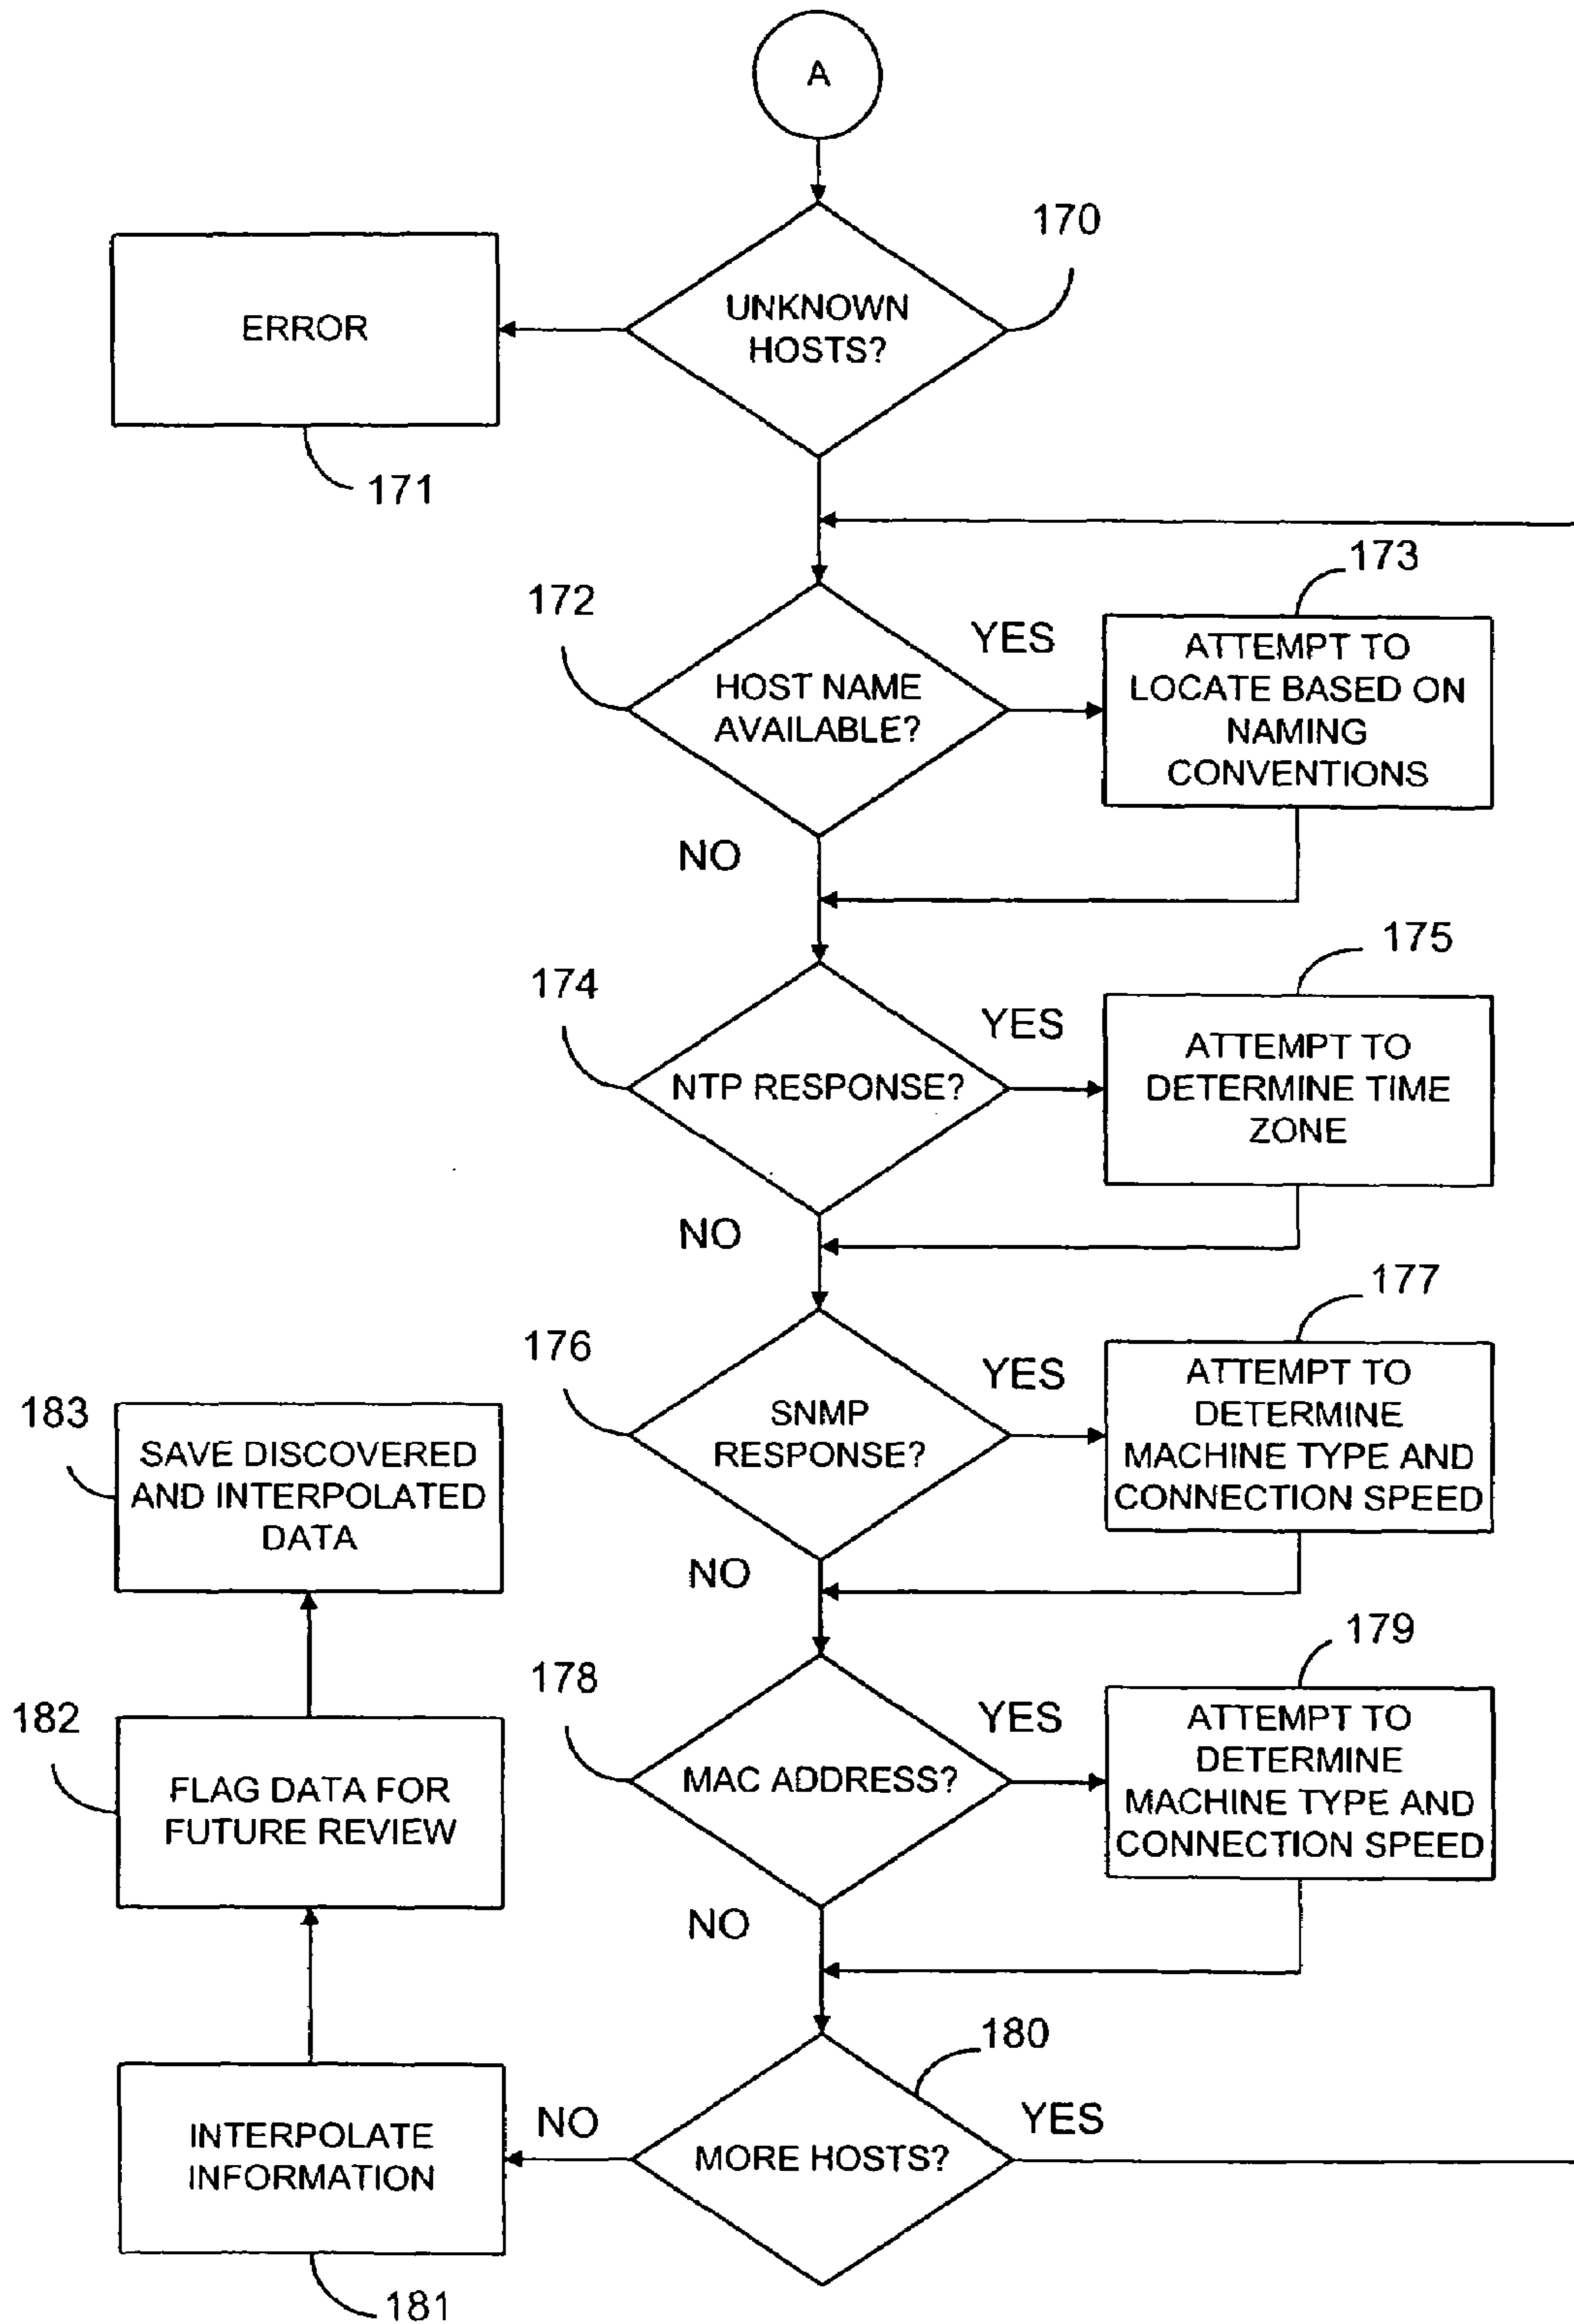 A
170
UNKNOWN
HOSTS?
ERROR
171
172
HOST NAME
AVAILABLE?
YES
173
ATTEMPT TO
LOCATE BASED ON
NAMING
CONVENTIONS
NO
174
NTP RESPONSE?
YES
175
ATTEMPT TO
DETERMINE TIME
ZONE
NO
176
SNMP
RESPONSE?
YES
177
ATTEMPT TO
DETERMINE
MACHINE TYPE AND
CONNECTION SPEED
NO
178
MAC ADDRESS?
YES
179
ATTEMPT TO
DETERMINE
MACHINE TYPE AND
CONNECTION SPEED
NO
180
MORE HOSTS?
YES
NO
INTERPOLATE
INFORMATION
181
182
FLAG DATA FOR
FUTURE REVIEW
183
SAVE DISCOVERED
AND INTERPOLATED
DATA